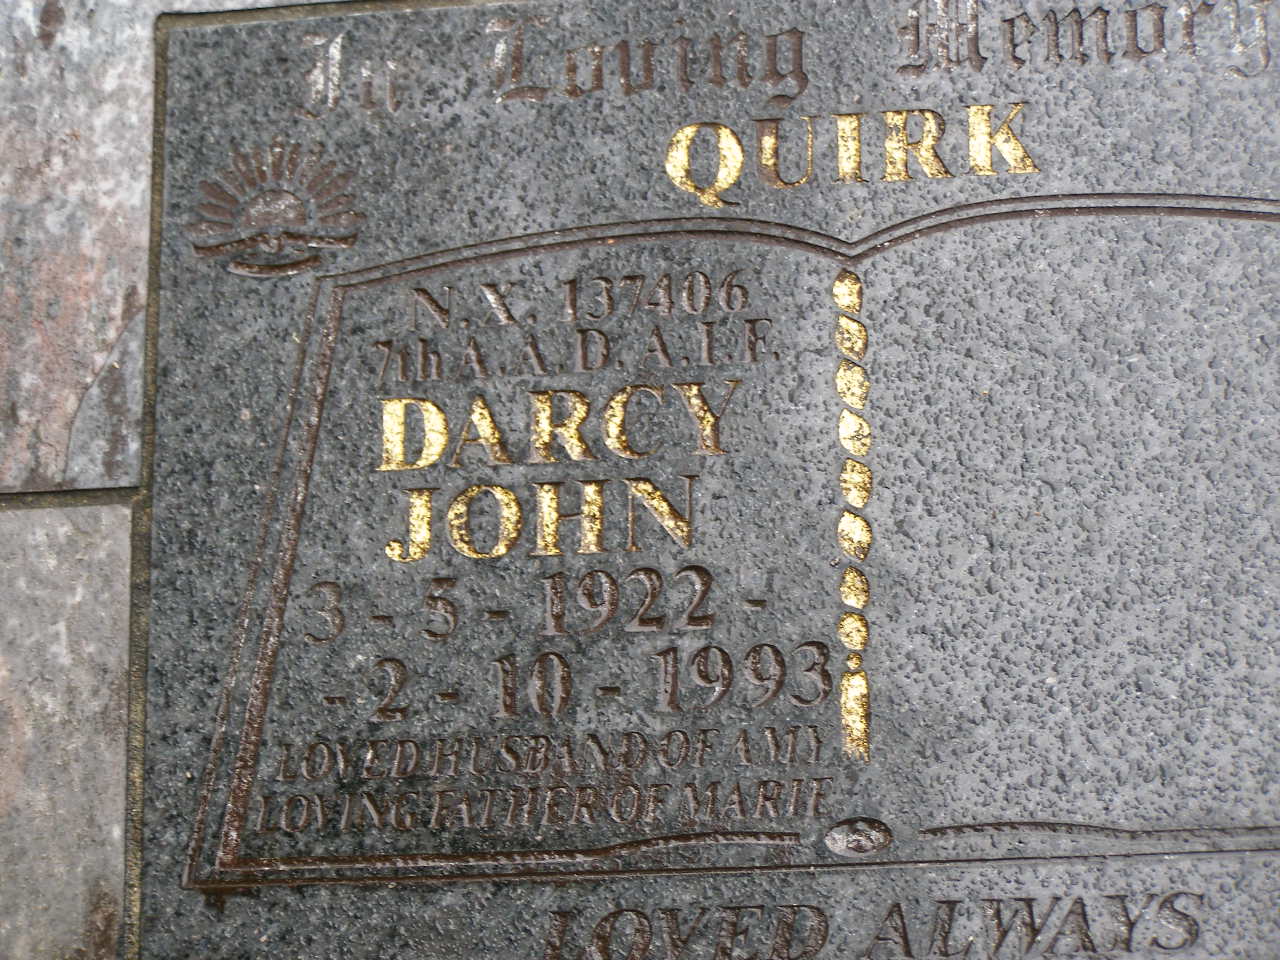 In Loving Memory
QUIRK
N.X. 137406
7th A.A.D. A.I.F.
DARCY
JOHN
3 - 5 - 1922 -
- 2 - 10 - 1993
LOVED HUSBAND OF AMY
LOVING FATHER OF MARIE
LOVED ALWAYS